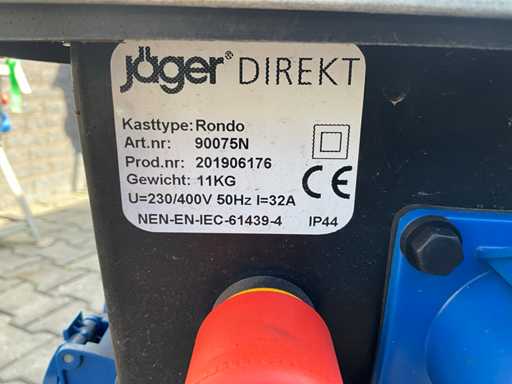 jäger® DIREKT
Kasttype: Rondo
Art.nr: 90075N
Prod.nr: 201906176
Gewicht: 11KG
U=230/400V 50Hz I=32A
NEN-EN-IEC-61439-4 IP44
CE